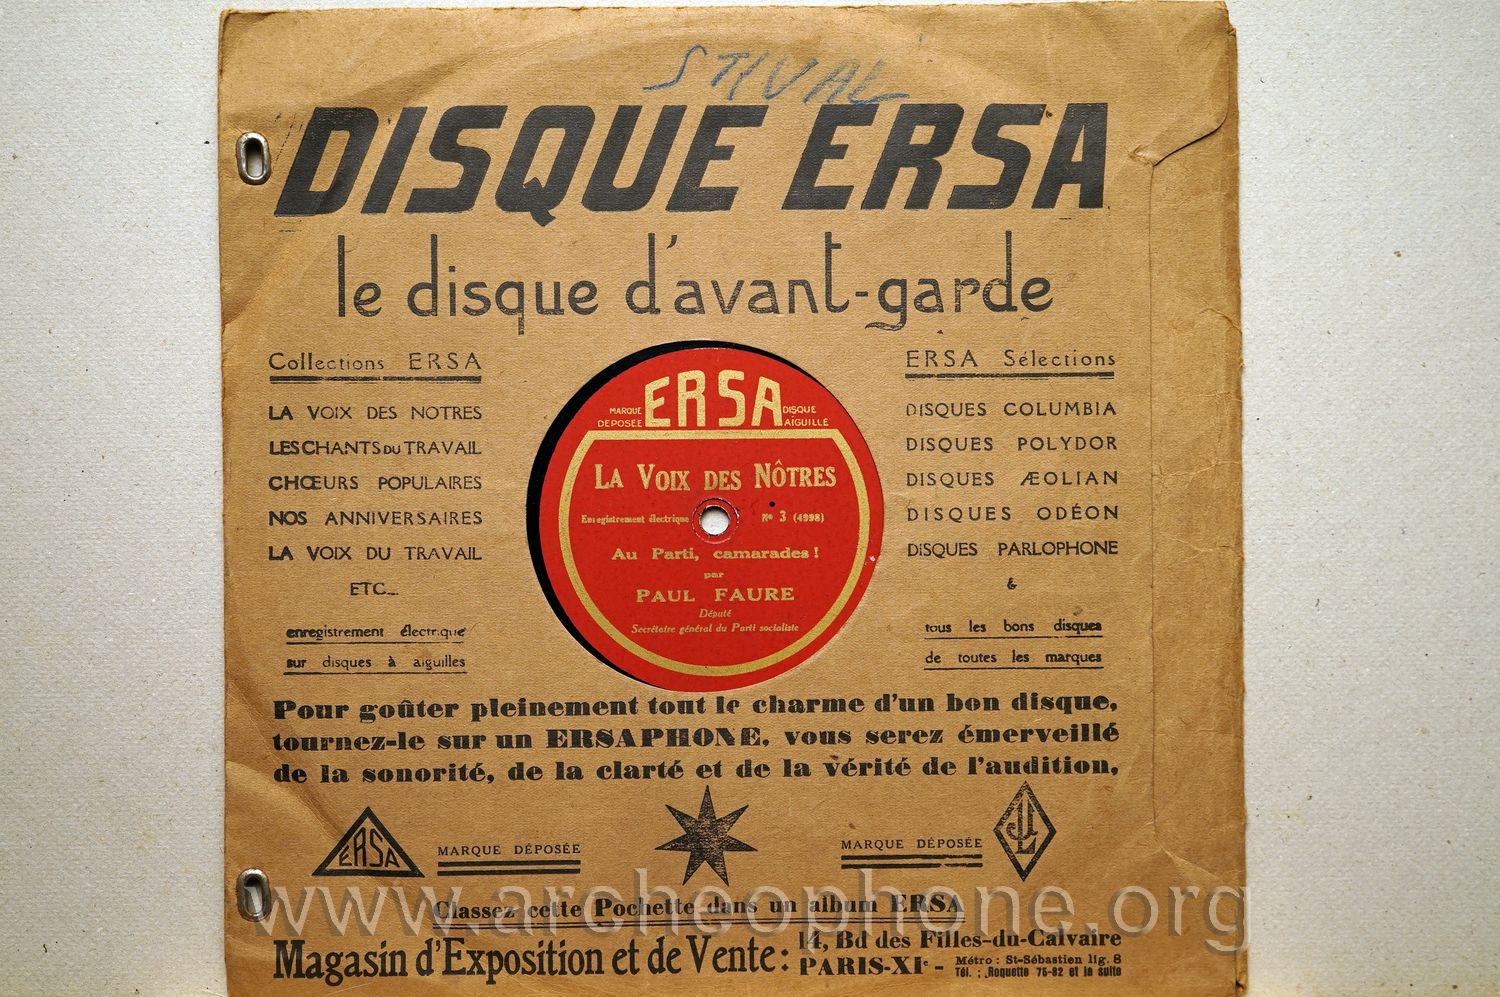 STIVAL
DISQUE ERSA
le disque d'avant-garde
Collections ERSA
LA VOIX DES NOTRES
LES CHANTS DU TRAVAIL
CHŒURS POPULAIRES
NOS ANNIVERSAIRES
LA VOIX DU TRAVAIL
ETC...
enregistrement électrique
sur disques à aiguilles
MARQUE DÉPOSÉE ERSA DISQUE AIGUILLE
LA VOIX DES NÔTRES
Enregistrement électrique Nº 3 (4998)
Au Parti, camarades !
par
PAUL FAURE
Député
Secrétaire général du Parti socialiste
ERSA Sélections
DISQUES COLUMBIA
DISQUES POLYDOR
DISQUES ÆOLIAN
DISQUES ODÉON
DISQUES PARLOPHONE
&
tous les bons disques
de toutes les marques
Pour goûter pleinement tout le charme d'un bon disque,
tournez-le sur un ERSAPHONE, vous serez émerveillé
de la sonorité, de la clarté et de la vérité de l'audition,
ERSA MARQUE DÉPOSÉE MARQUE DÉPOSÉE
www.archeophone.org
Classez cette Pochette dans un album ERSA
Magasin d'Exposition et de Vente : 14, Bd des Filles-du-Calvaire
PARIS-XIe - Métro : St-Sébastien lig. 8
Tél. : Roquette 75-82 et la suite